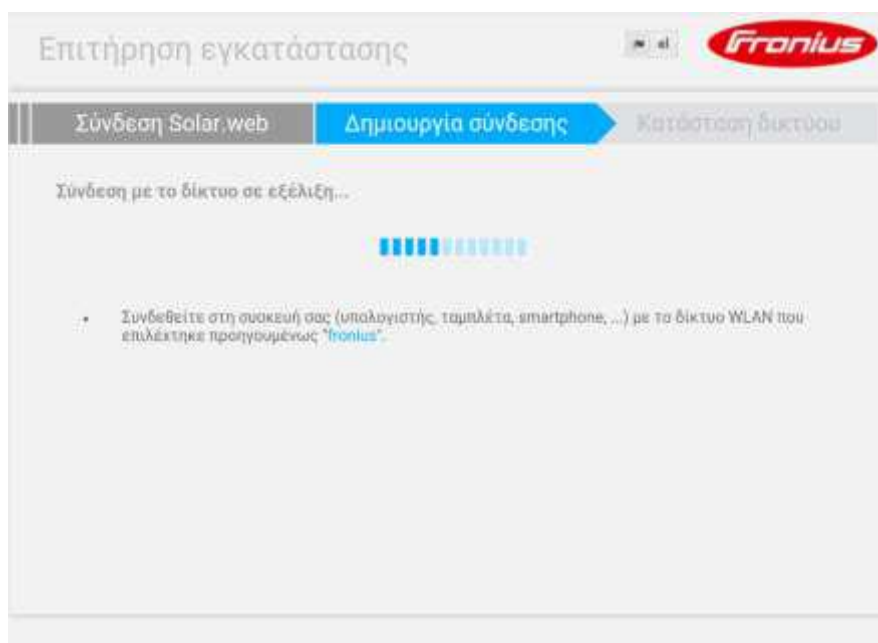 Επιτήρηση εγκατάστασης
el
Fronius
Σύνδεση Solar.web
Δημιουργία σύνδεσης
Κατάσταση δικτύου
Σύνδεση με το δίκτυο σε εξέλιξη...
• Συνδεθείτε στη συσκευή σας (υπολογιστής, ταμπλέτα, smartphone, ...) με το δίκτυο WLAN που
επιλέχτηκε προηγουμένως "fronius".